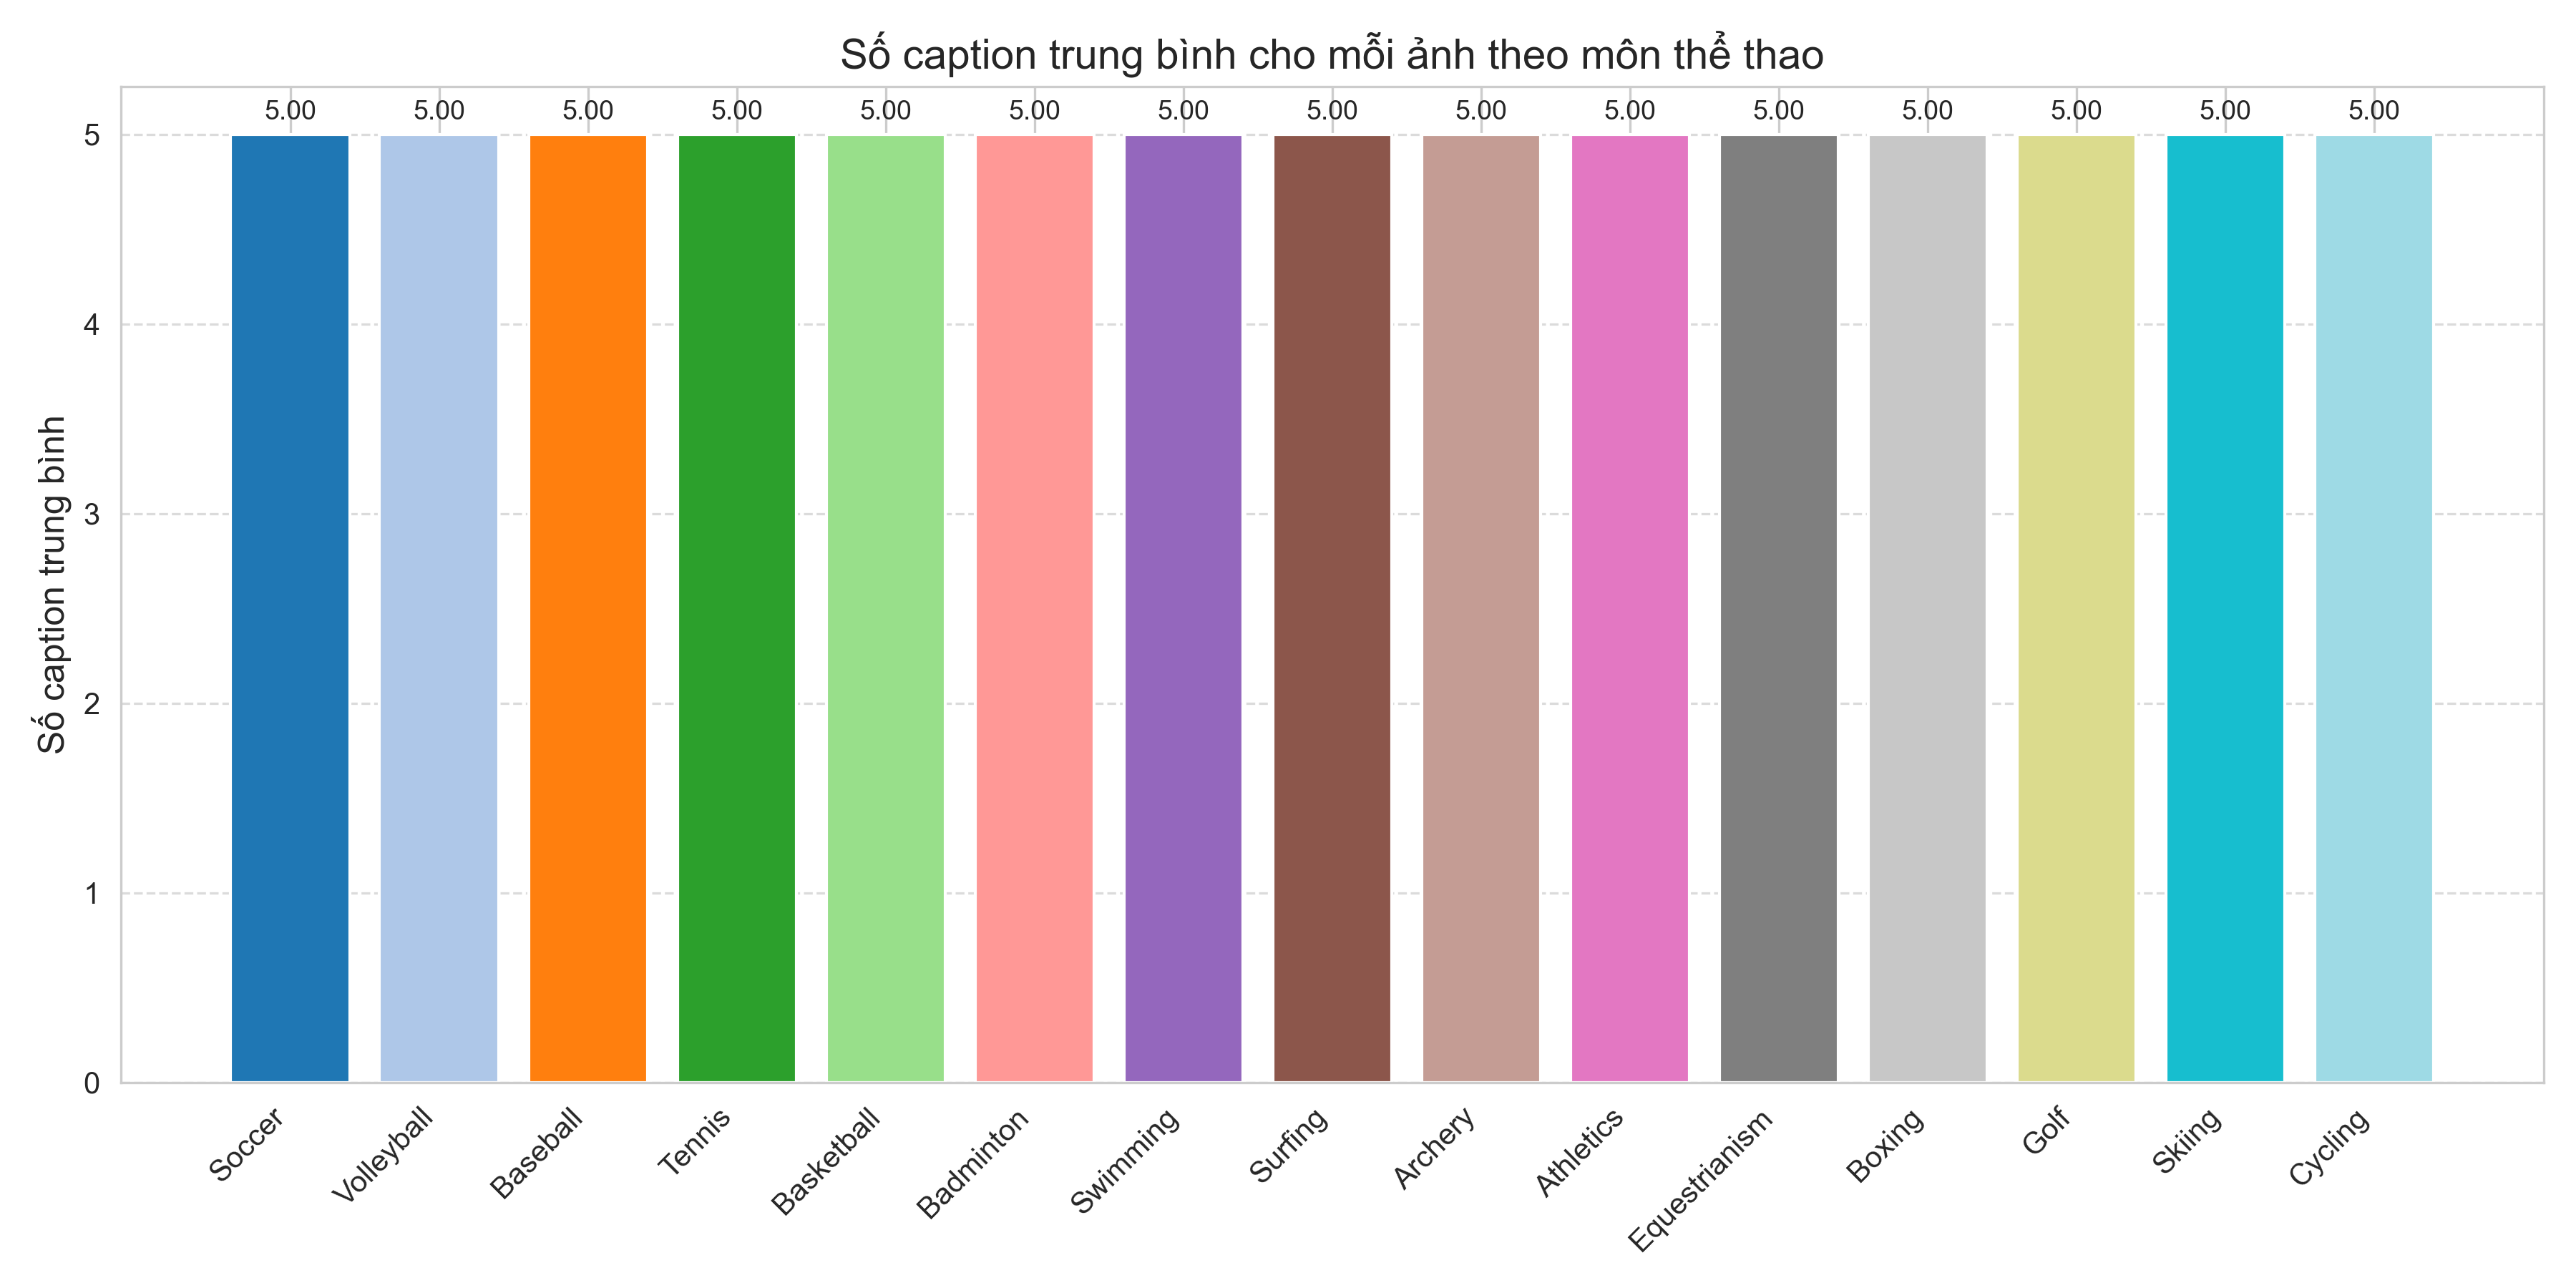 Số caption trung bình cho mỗi ảnh theo môn thể thao
5.00 5.00 5.00 5.00 5.00 5.00 5.00 5.00 5.00 5.00 5.00 5.00 5.00 5.00 5.00
5
4
3
2
1
0
Số caption trung bình
Soccer
Volleyball
Baseball
Tennis
Basketball
Badminton
Swimming
Surfing
Archery
Athletics
Equestrianism
Boxing
Golf
Skiing
Cycling